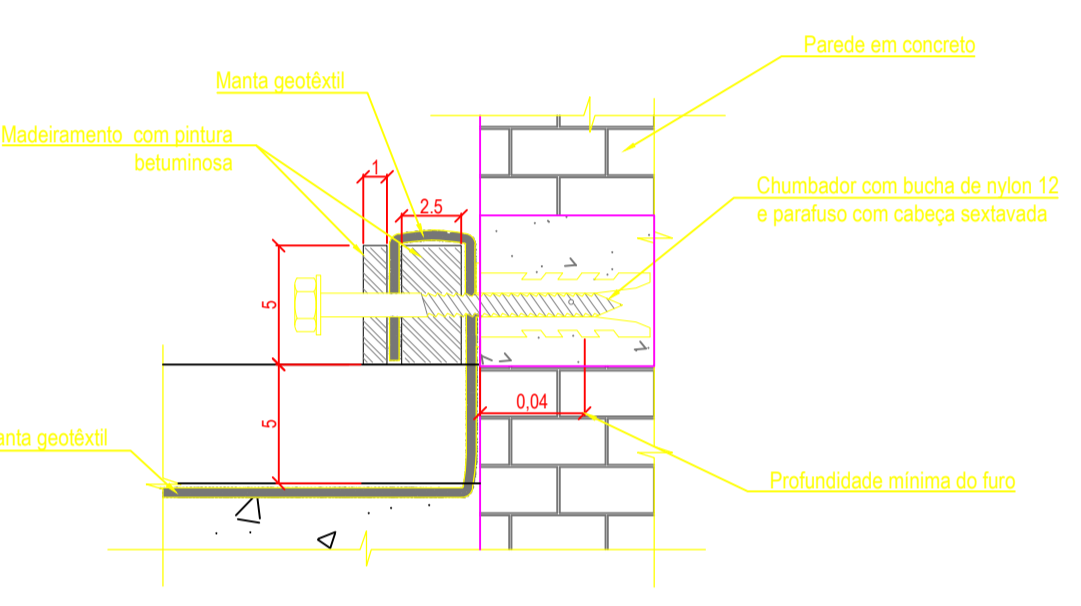 Parede em concreto
Manta geotêxtil
Madeiramento com pintura
betuminosa
1
2.5
Chumbador com bucha de nylon 12
e parafuso com cabeça sextavada
5
0,04
5
anta geotêxtil
Profundidade mínima do furo